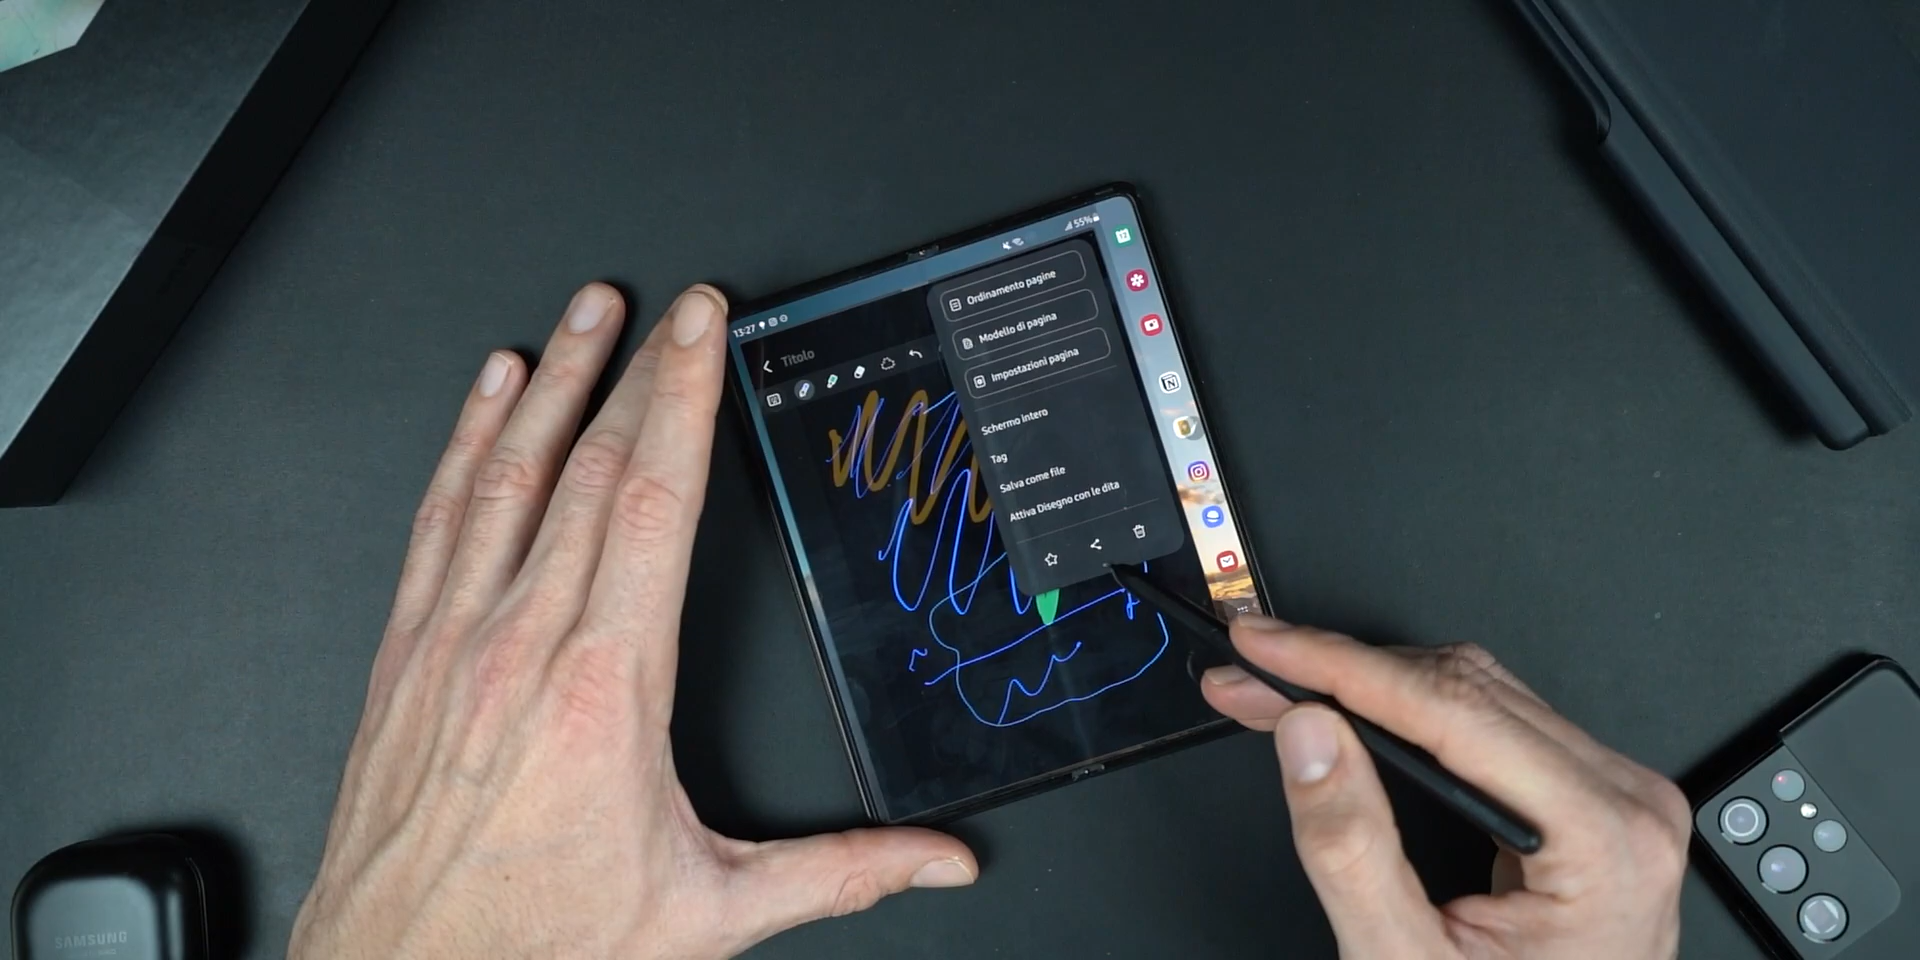 13:27
55%
Titolo
Ordinamento pagine
Modello di pagina
Impostazioni pagina
Schermo intero
Tag
Salva come file
Attiva Disegno con le dita
SAMSUNG